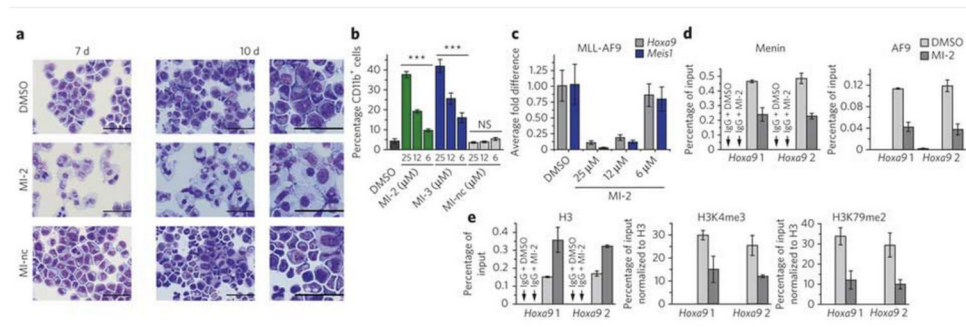 a
7 d
10 d
DMSO
MI-2
MI-nc
b
Percentage CD11b+ cells
40
30
20
10
0
***
***
NS
25 12 6 25 12 6 25 12 6
DMSO
MI-2 (µM)
MI-3 (µM)
MI-nc (µM)
c
MLL-AF9
Hoxa9
Meis1
Average fold difference
1.25
1.00
0.75
0.50
0.25
0
DMSO
25 µM
12 µM
6 µM
MI-2
d
DMSO
MI-2
Menin
Percentage of input
0.5
0.4
0.3
0.2
0.1
0
IgG + DMSO
IgG + MI-2
IgG + DMSO
IgG + MI-2
Hoxa9 1 Hoxa9 2
AF9
0.12
0.08
0.04
0
Hoxa9 1 Hoxa9 2
e
H3
Percentage of
input
0.4
0.3
0.2
0.1
0
IgG + DMSO
IgG + MI-2
IgG + DMSO
IgG + MI-2
Hoxa9 1 Hoxa9 2
H3K4me3
Percentage of input
normalized to H3
40
30
20
10
0
Hoxa9 1 Hoxa9 2
H3K79me2
Percentage of input
normalized to H3
40
30
20
10
0
Hoxa9 1 Hoxa9 2